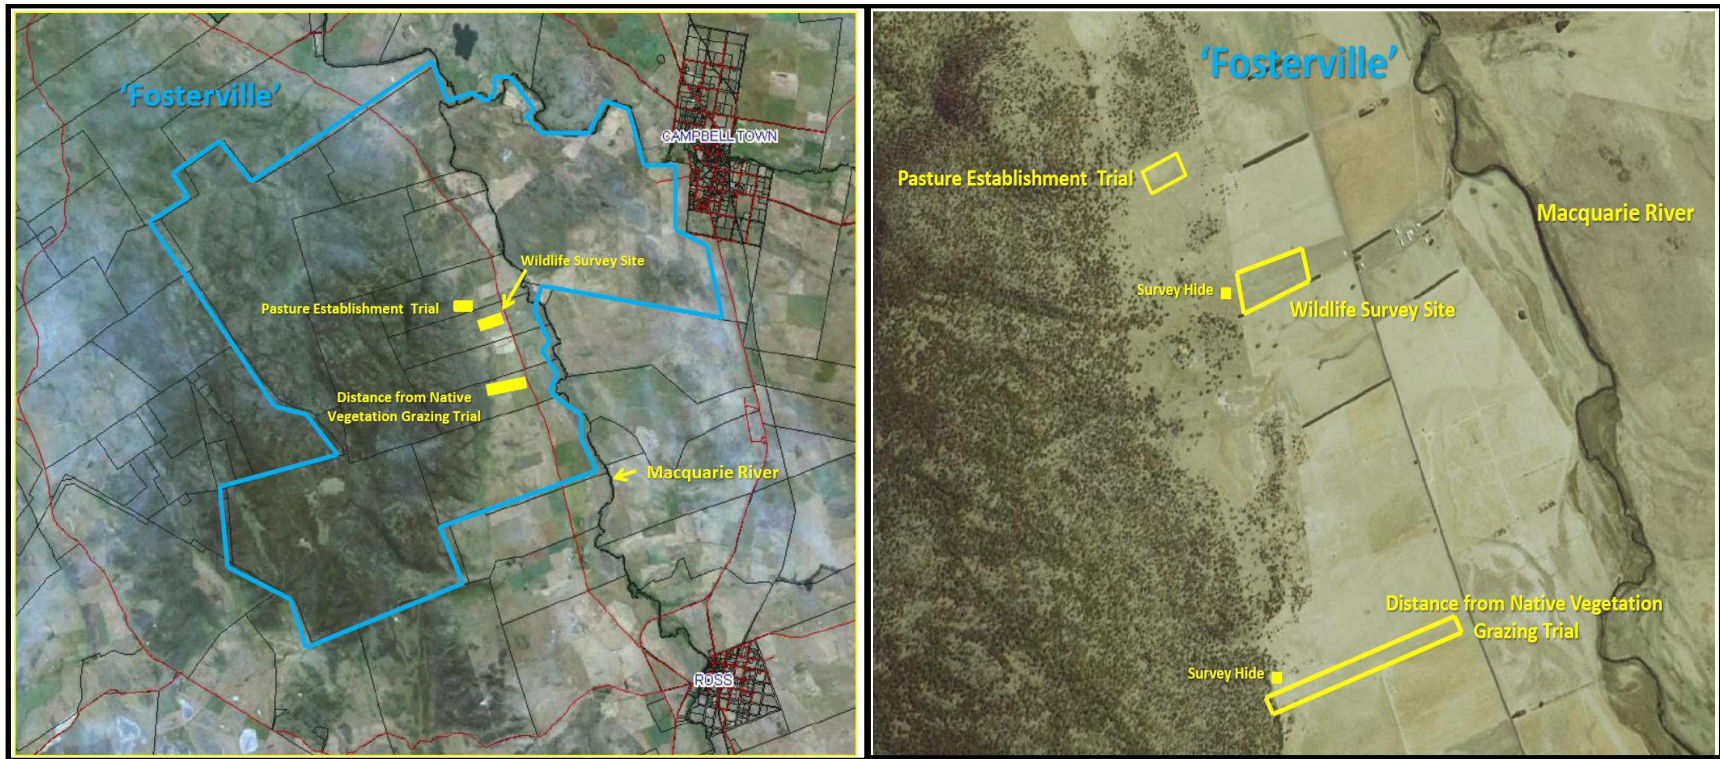 'Fosterville'
CAMPBELL TOWN
Wildlife Survey Site
Pasture Establishment Trial
Distance from Native
Vegetation Grazing Trial
Macquarie River
ROSS
'Fosterville'
Pasture Establishment Trial
Macquarie River
Survey Hide
Wildlife Survey Site
Distance from Native Vegetation
Grazing Trial
Survey Hide